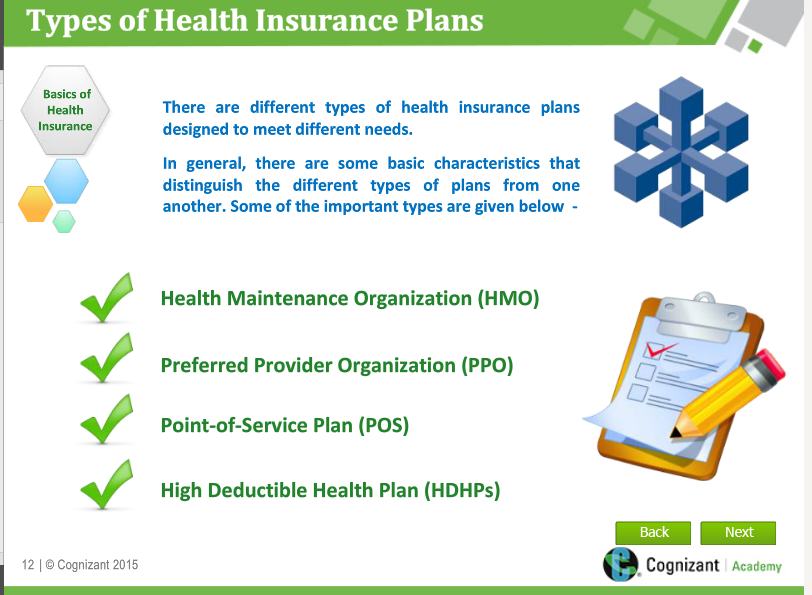 Types of Health Insurance Plans
Basics of
Health
Insurance
There are different types of health insurance plans
designed to meet different needs.
In general, there are some basic characteristics that
distinguish the different types of plans from one
another. Some of the important types are given below -
Health Maintenance Organization (HMO)
Preferred Provider Organization (PPO)
Point-of-Service Plan (POS)
High Deductible Health Plan (HDHPs)
Back
Next
12 | © Cognizant 2015
Cognizant | Academy